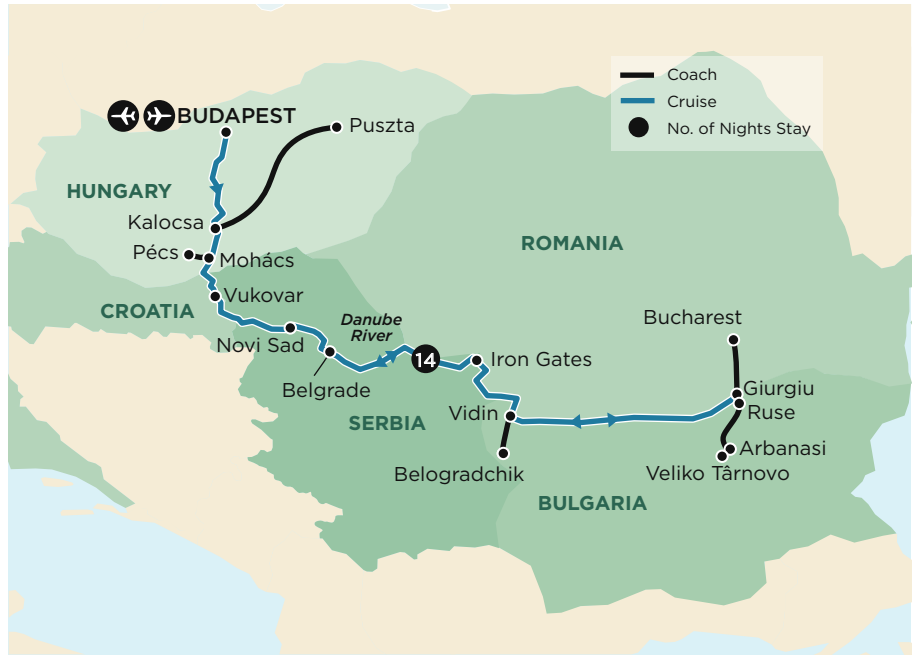 Coach
Cruise
No. of Nights Stay
BUDAPEST
Puszta
HUNGARY
Kalocsa
Pécs
Mohács
ROMANIA
Vukovar
CROATIA
Danube
River
Bucharest
Novi Sad
14
Iron Gates
Belgrade
Giurgiu
Vidin
Ruse
SERBIA
Arbanasi
Belogradchik
Veliko Târnovo
BULGARIA